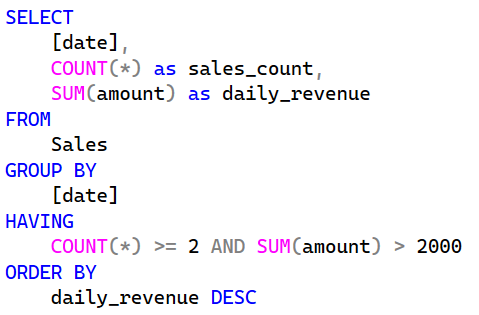 SELECT
    [date],
    COUNT(*) as sales_count,
    SUM(amount) as daily_revenue
FROM
    Sales
GROUP BY
    [date]
HAVING
    COUNT(*) >= 2 AND SUM(amount) > 2000
ORDER BY
    daily_revenue DESC